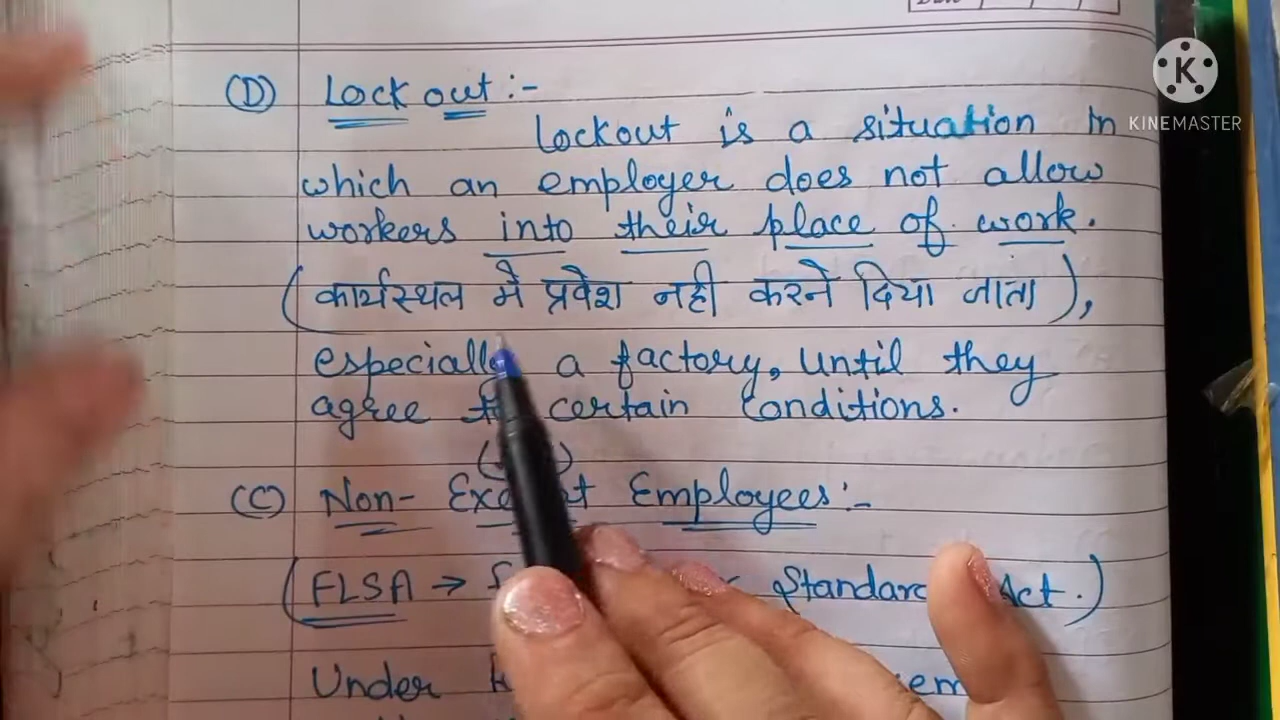 (D) Lock out :-
Lockout is a situation in
which an employer does not allow
workers into their place of work.
(कार्यस्थल में प्रवेश नही करने दिया जाता),
especially a factory, until they
agree to certain conditions.
(C) Non- Employees :-
(FLSA → Standard Act.)
Under
K
KINEMASTER